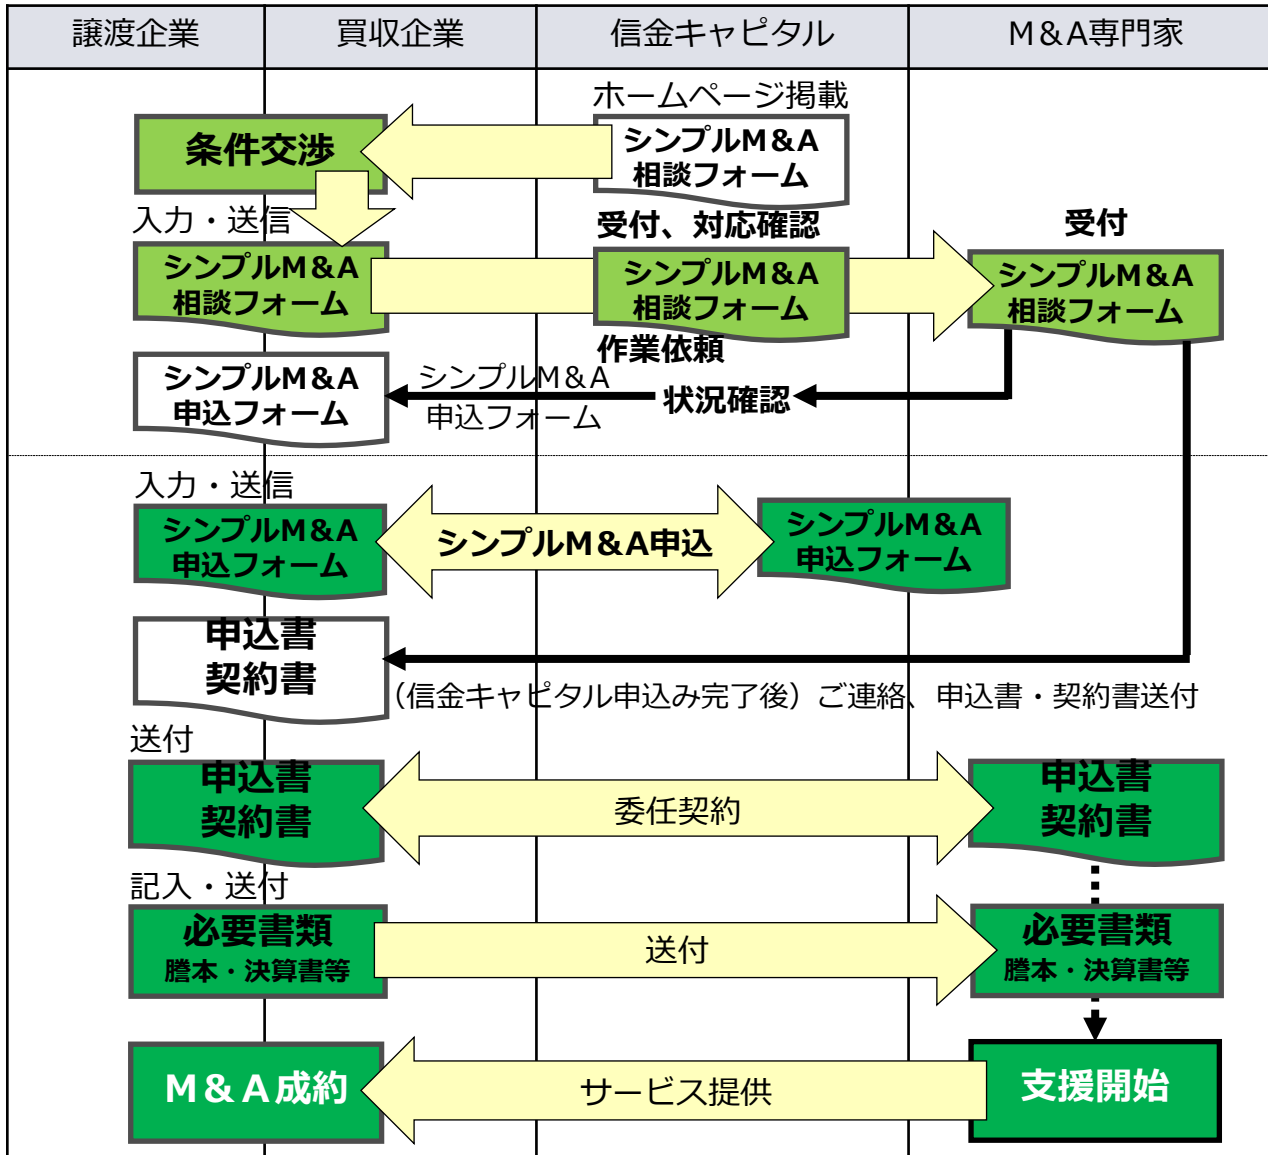 譲渡企業
買収企業
信金キャピタル
M&A専門家
ホームページ掲載
条件交渉
シンプルM&A
相談フォーム
入力・送信
受付、対応確認
受付
シンプルM&A
相談フォーム
シンプルM&A
相談フォーム
シンプルM&A
相談フォーム
作業依頼
シンプルM&A
申込フォーム
シンプルM&A
申込フォーム
状況確認
入力・送信
シンプルM&A
申込フォーム
シンプルM&A申込
シンプルM&A
申込フォーム
申込書
契約書
(信金キャピタル申込み完了後)ご連絡、申込書・契約書送付
送付
申込書
契約書
委任契約
申込書
契約書
記入・送付
必要書類
謄本・決算書等
送付
必要書類
謄本・決算書等
M&A成約
サービス提供
支援開始